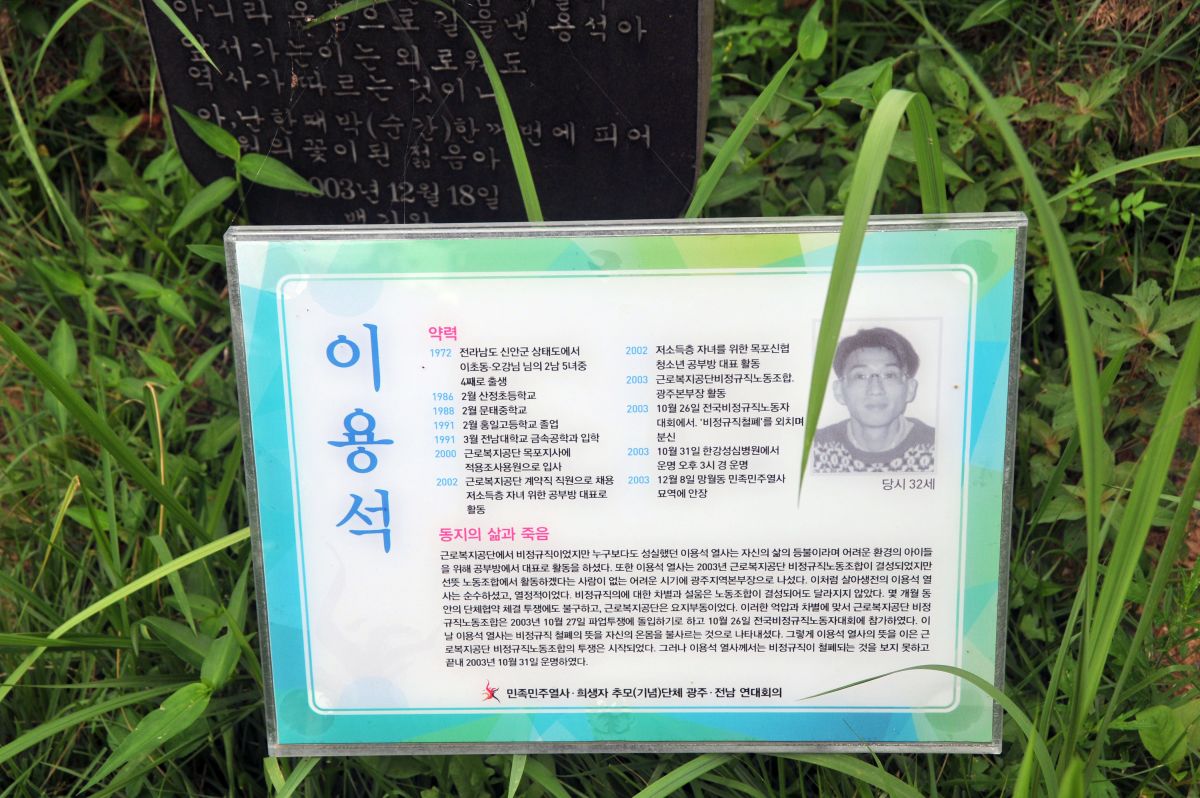 아니라 온몸으로 길을낸 용석아
앞서가는이는 외로워도
역사가따르는 것이니
아,난한때박(순간)한꺼번에 피어
의꽃이된 젊음아
2003년 12월 18일
이용석
약력
1972 전라남도 신안군 상태도에서
이초동·오강님 님의 2남 5녀중
4째로 출생
1986 2월 산정초등학교
1988 2월 문태중학교
1991 2월 홍일고등학교 졸업
1991 3월 전남대학교 금속공학과 입학
2000 근로복지공단 목포지사에
적용조사용원으로 입사
2002 근로복지공단 계약직 직원으로 채용
저소득층 자녀 위한 공부방 대표로
활동
2002 저소득층 자녀를 위한 목포신협
청소년 공부방 대표 활동
2003 근로복지공단비정규직노동조합.
광주본부장 활동
2003 10월 26일 전국비정규직노동자
대회에서. '비정규직철폐'를 외치며
분신
2003 10월 31일 한강성심병원에서
운명 오후 3시 경 운명
2003 12월 8일 망월동 민족민주열사
묘역에 안장
당시 32세
동지의 삶과 죽음
근로복지공단에서 비정규직이었지만 누구보다도 성실했던 이용석 열사는 자신의 삶의 등불이라며 어려운 환경의 아이들
을 위해 공부방에서 대표로 활동을 하셨다. 또한 이용석 열사는 2003년 근로복지공단 비정규직노동조합이 결성되었지만
선뜻 노동조합에서 활동하겠다는 사람이 없는 어려운 시기에 광주지역본부장으로 나섰다. 이처럼 살아생전의 이용석 열
사는 순수하셨고, 열정적이었다. 비정규직의에 대한 차별과 설움은 노동조합이 결성되어도 달라지지 않았다. 몇 개월 동
안의 단체협약 체결 투쟁에도 불구하고, 근로복지공단은 요지부동이었다. 이러한 억압과 차별에 맞서 근로복지공단 비정
규직노동조합은 2003년 10월 27일 파업투쟁에 돌입하기로 하고 10월 26일 전국비정규직노동자대회에 참가하였다. 이
날 이용석 열사는 비정규직 철폐의 뜻을 자신의 온몸을 불사르는 것으로 나타내셨다. 그렇게 이용석 열사의 뜻을 이은 근
로복지공단 비정규직노동조합의 투쟁은 시작되었다. 그러나 이용석 열사께서는 비정규직이 철폐되는 것을 보지 못하고
끝내 2003년 10월 31일 운명하였다.
민족민주열사·희생자 추모(기념)단체 광주·전남 연대회의